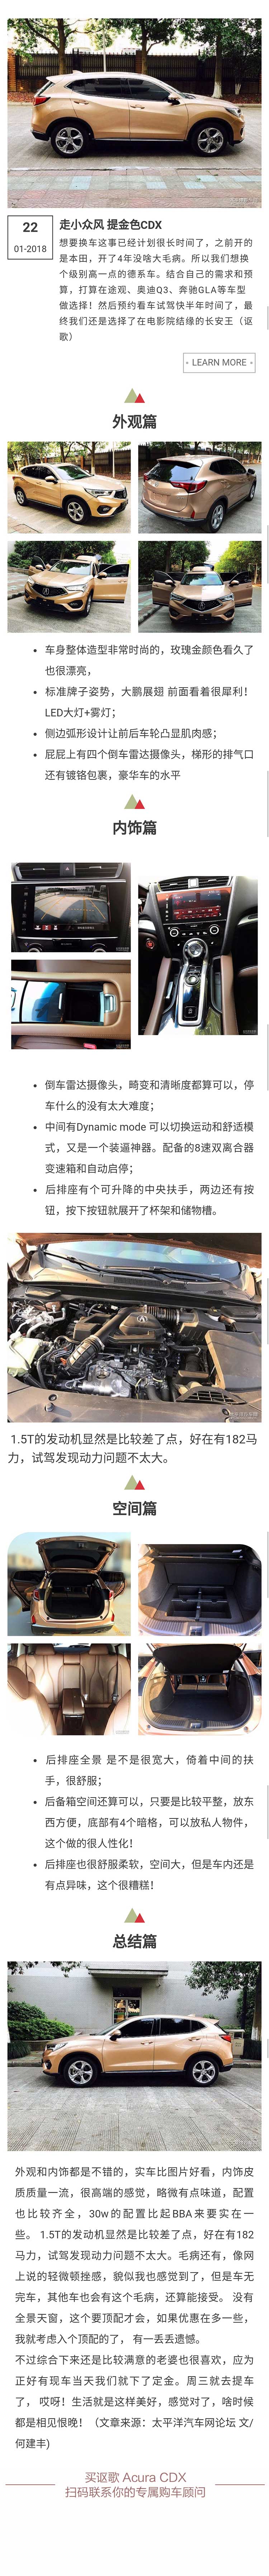 22
01-2018
走小众风 提金色CDX
想要换车这事已经计划很长时间了，之前开的
是本田，开了4年没啥大毛病。所以我们想换
个级别高一点的德系车。结合自己的需求和预
算，打算在途观、奥迪Q3、奔驰GLA等车型
做选择！然后预约看车试驾快半年时间了，最
终我们还是选择了在电影院结缘的长安王（讴
歌）
LEARN MORE
外观篇
车身整体造型非常时尚的，玫瑰金颜色看久了
也很漂亮，
标准牌子姿势，大鹏展翅 前面看着很犀利！
LED大灯+雾灯；
侧边弧形设计让前后车轮凸显肌肉感；
屁屁上有四个倒车雷达摄像头，梯形的排气口
还有镀铬包裹，豪华车的水平
内饰篇
倒车雷达摄像头，畸变和清晰度都算可以，停
车什么的没有太大难度；
中间有Dynamic mode 可以切换运动和舒适模
式，又是一个装逼神器。配备的8速双离合器
变速箱和自动启停；
后排座有个可升降的中央扶手，两边还有按
钮，按下按钮就展开了杯架和储物槽。
1.5T的发动机显然是比较差了点，好在有182马
力，试驾发现动力问题不太大。
空间篇
后排座全景 是不是很宽大，倚着中间的扶
手，很舒服；
后备箱空间还算可以，只要是比较平整，放东
西方便，底部有4个暗格，可以放私人物件，
这个做的很人性化！
后排座也很舒服柔软，空间大，但是车内还是
有点异味，这个很糟糕！
总结篇
外观和内饰都是不错的，实车比图片好看，内饰皮
质质量一流，很高端的感觉，略微有点味道，配置
也比较齐全，30w的配置比起BBA来要实在一
些。 1.5T的发动机显然是比较差了点，好在有182
马力，试驾发现动力问题不太大。毛病还有，像网
上说的轻微顿挫感，貌似我也感觉到了，但是车无
完车，其他车也会有这个毛病，还算能接受。 没有
全景天窗，这个要顶配才会，如果优惠在多一些，
我就考虑入个顶配的了， 有一丢丢遗憾。
不过综合下来还是比较满意的老婆也很喜欢，应为
正好有现车当天我们就下了定金。周三就去提车
了， 哎呀！生活就是这样美好，感觉对了，啥时候
都是相见恨晚！（文章来源：太平洋汽车网论坛 文/
何建丰)
买讴歌 Acura CDX
扫码联系你的专属购车顾问